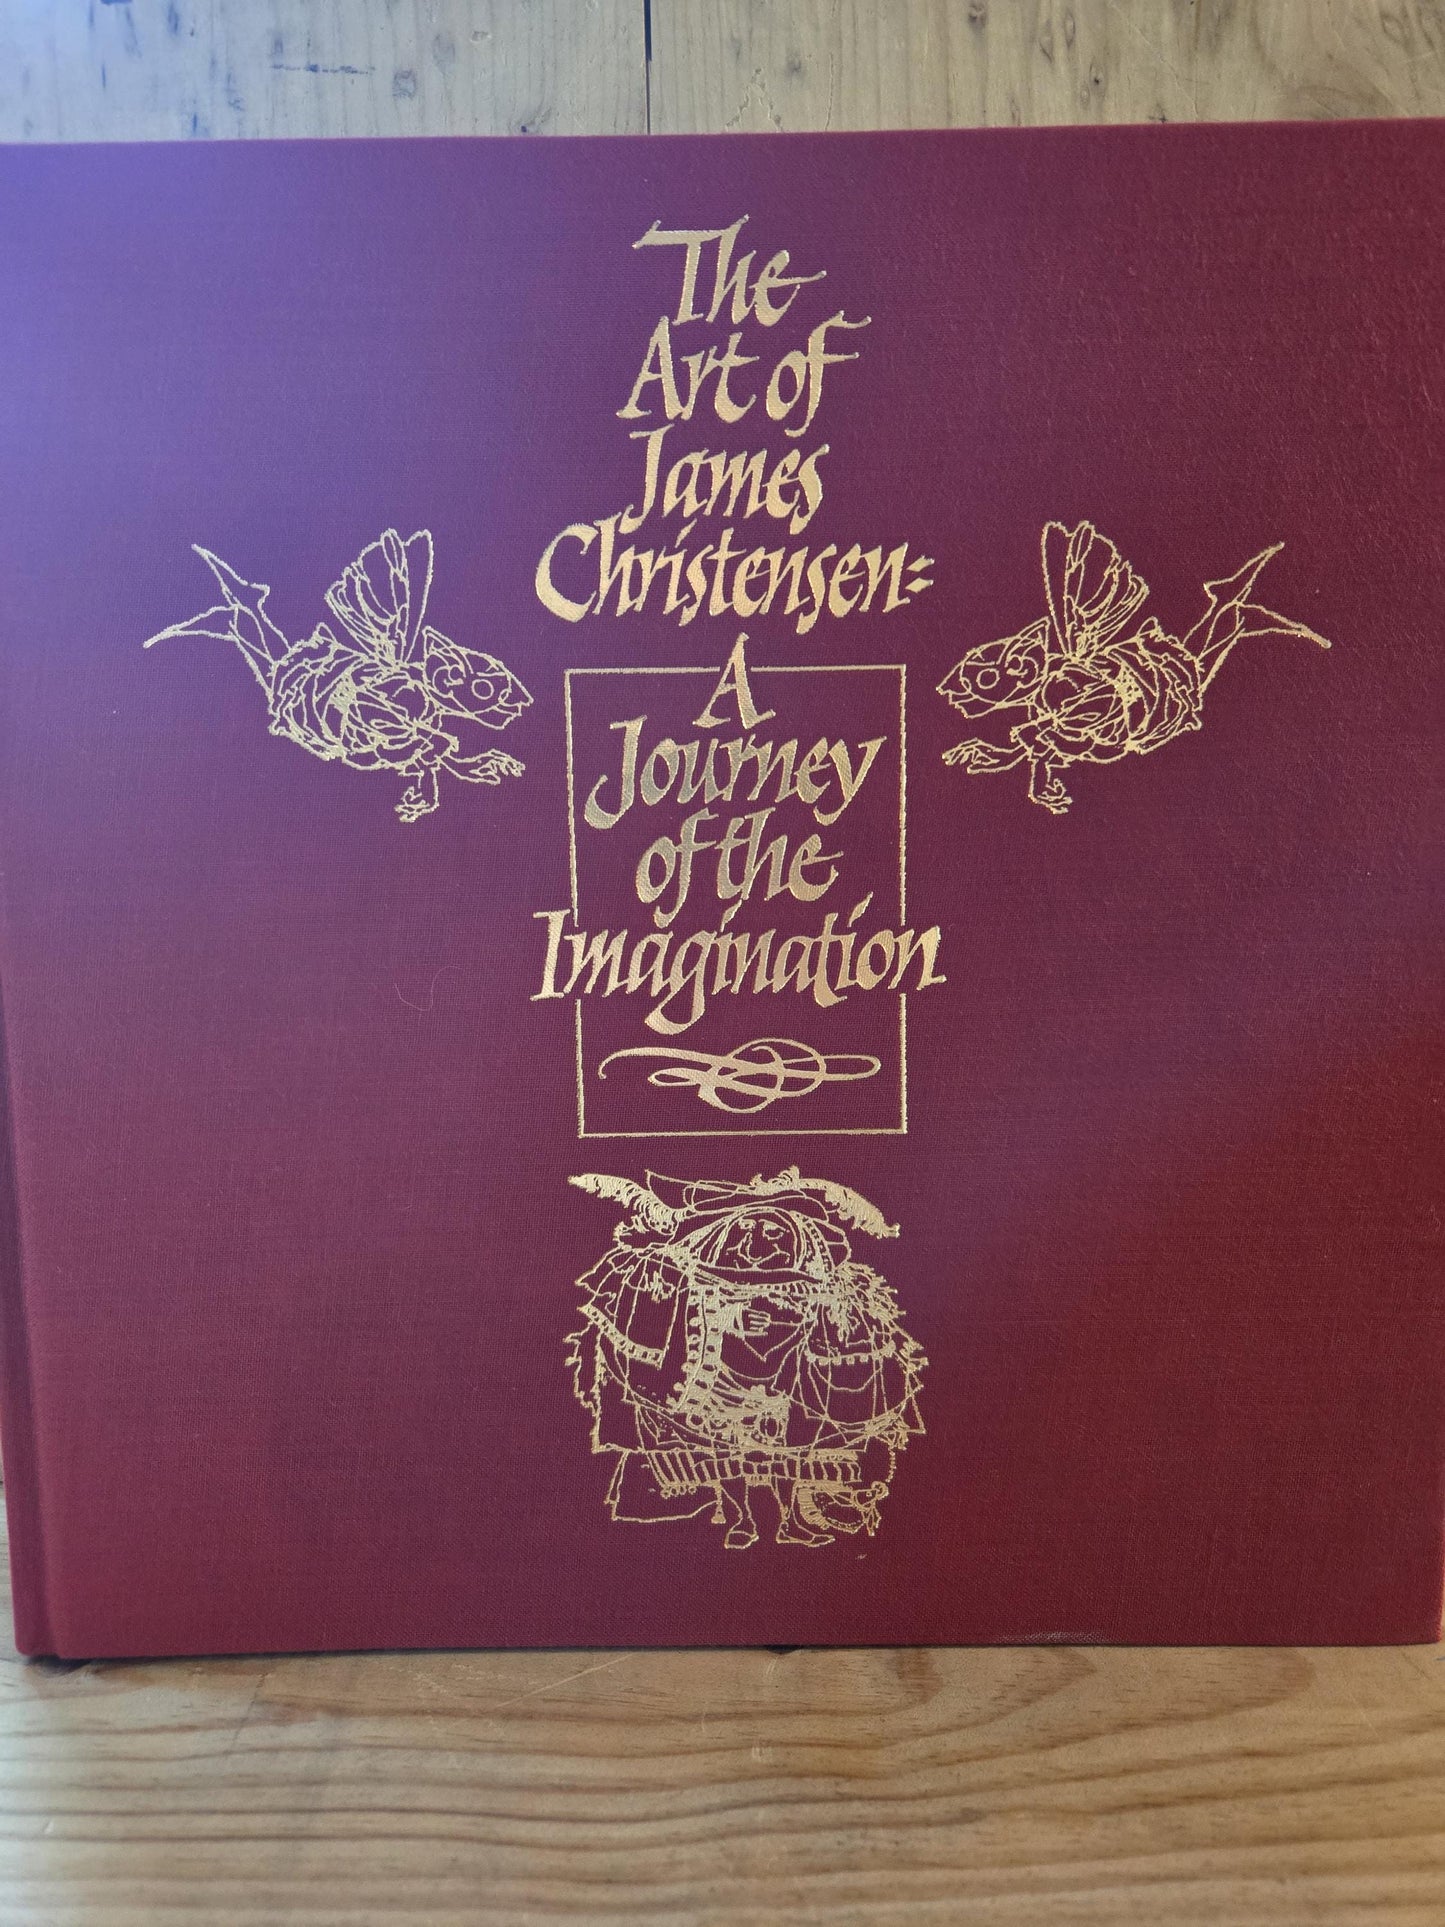 The
Art of
James
Christensen:
A
Journey
of the
Imagination